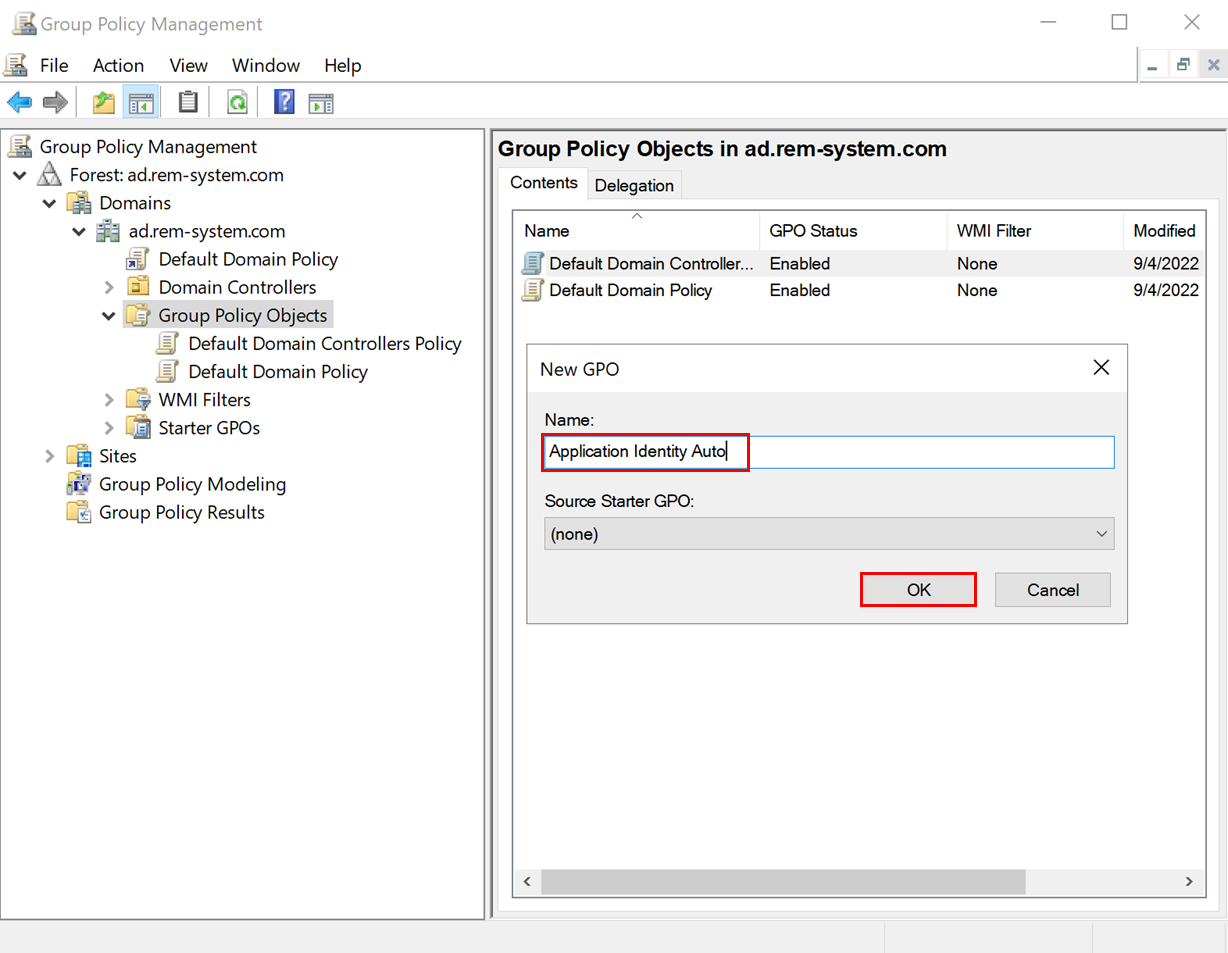 Group Policy Management
File Action View Window Help
Group Policy Management
Forest: ad.rem-system.com
Domains
ad.rem-system.com
Default Domain Policy
Domain Controllers
Group Policy Objects
Default Domain Controllers Policy
Default Domain Policy
WMI Filters
Starter GPOs
Sites
Group Policy Modeling
Group Policy Results
Group Policy Objects in ad.rem-system.com
Contents Delegation
Name GPO Status WMI Filter Modified
Default Domain Controller... Enabled None 9/4/2022
Default Domain Policy Enabled None 9/4/2022
New GPO
Name:
Application Identity Auto
Source Starter GPO:
(none)
OK Cancel